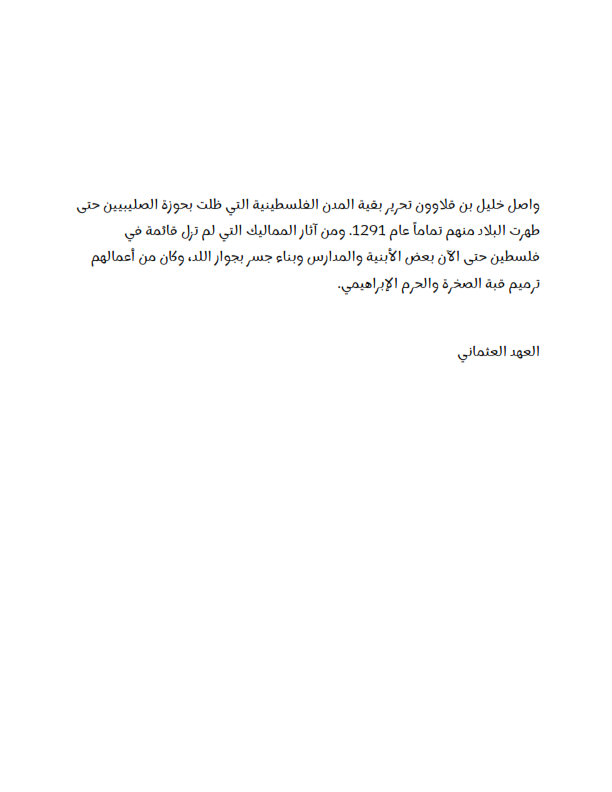 واصل خليل بن قلاوون تحرير بقية المدن الفلسطينية التي ظلت بحوزة الصليبيين حتى
طهرت البلاد منهم تماماً عام 1291. ومن آثار المماليك التي لم تزل قائمة في
فلسطين حتى الآن بعض الأبنية والمدارس وبناء جسر بجوار اللد، وكان من أعمالهم
ترميم قبة الصخرة والحرم الإبراهيمي.
العهد العثماني